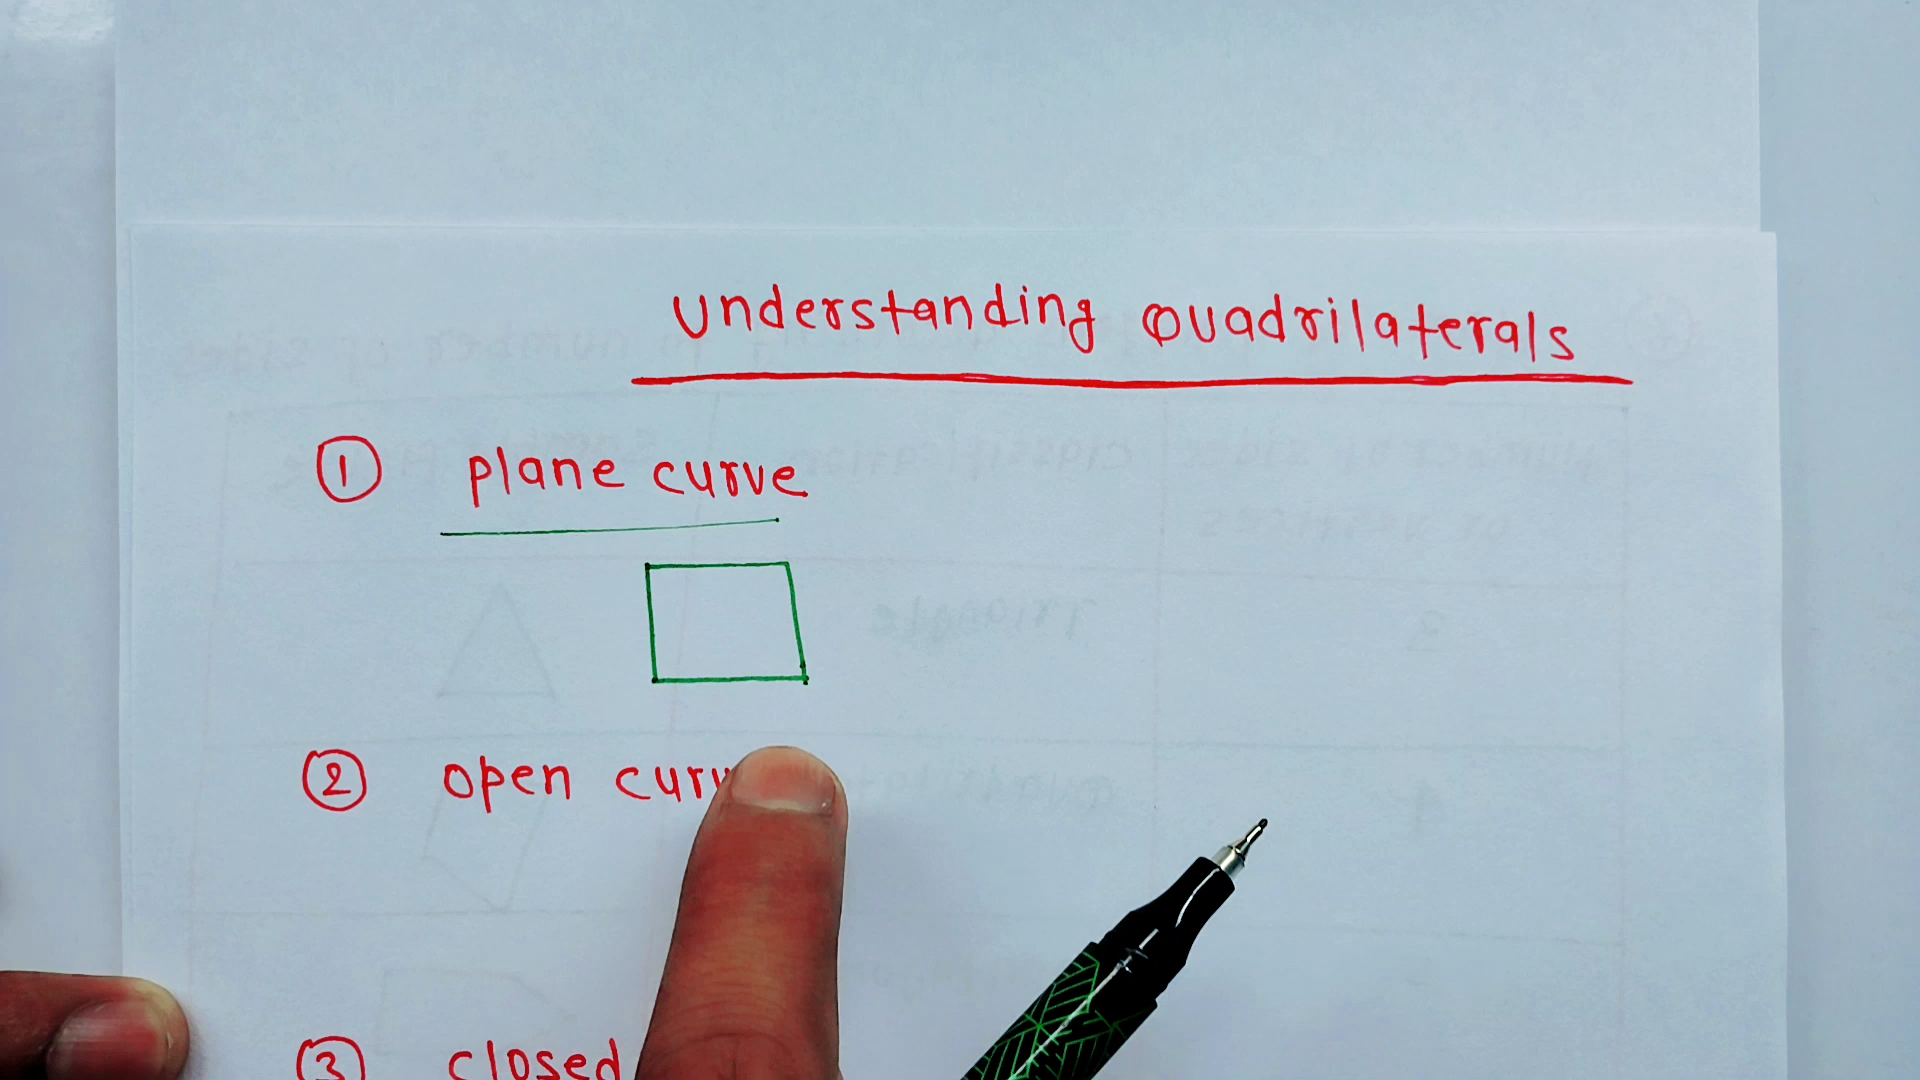 Understanding Quadrilaterals
① plane curve
② open
③ closed